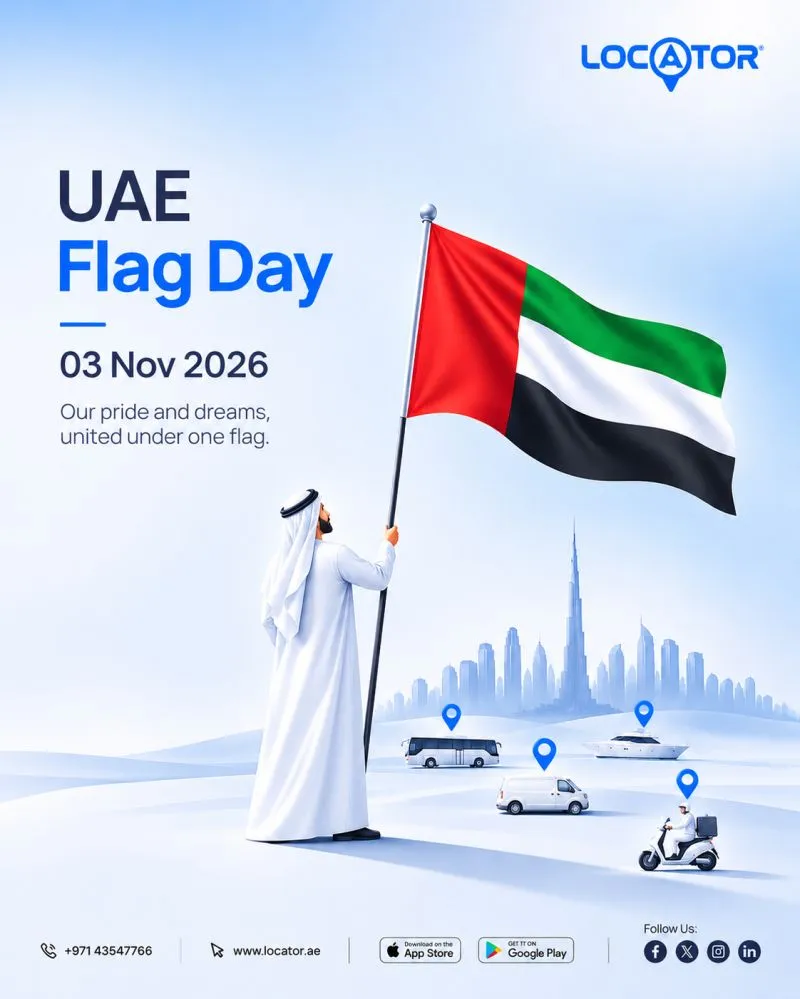 LOCATOR®
UAE
Flag Day
03 Nov 2026
Our pride and dreams,
united under one flag.
+971 43547766
www.locator.ae
Download on the
App Store
GET IT ON
Google Play
Follow Us: